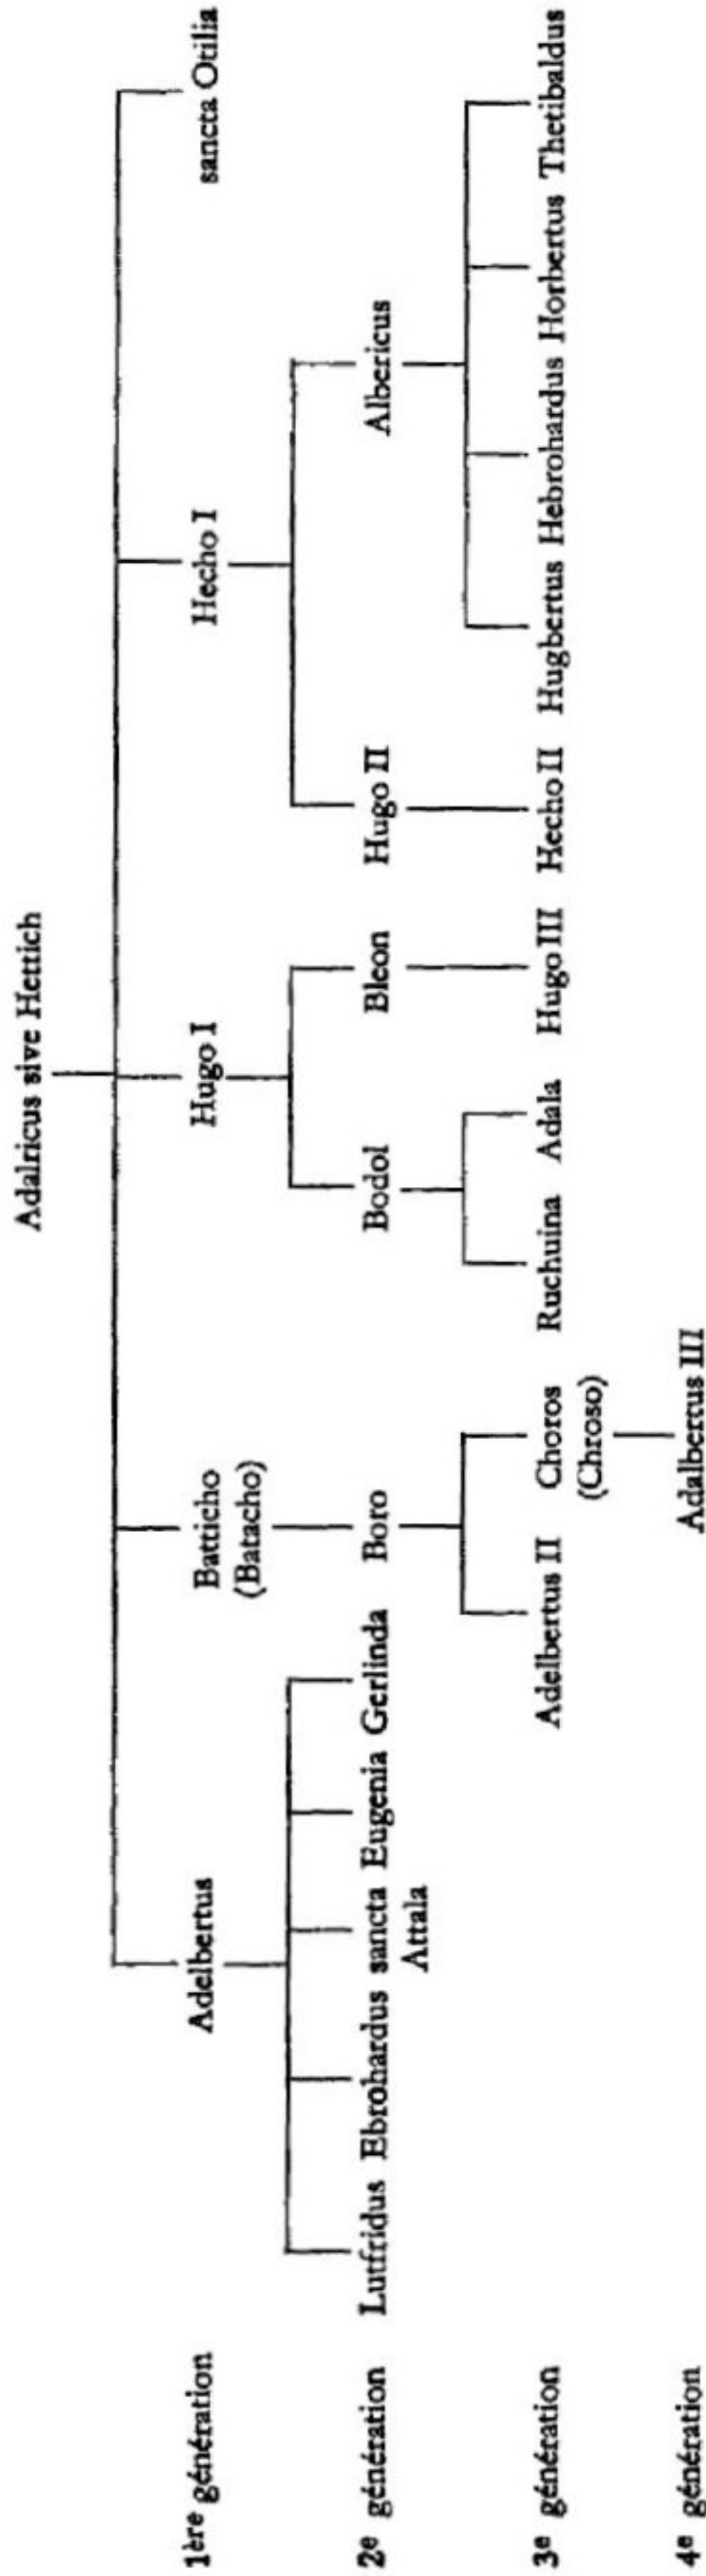 Adalricus sive Hettich
1ère génération Adelbertus Batticho Hugo I Hecho I sancta Otilia
(Batacho)
2e génération Lutfridus Ebrohardus sancta Eugenia Gerlinda Boro Bodol Bleon Hugo II Albericus
Attala
3e génération Adelbertus II Choros Ruchuina Adala Hugo III Hecho II Hugbertus Hebrohardus Horbertus Thetibaldus
(Chroso)
4e génération Adalbertus III